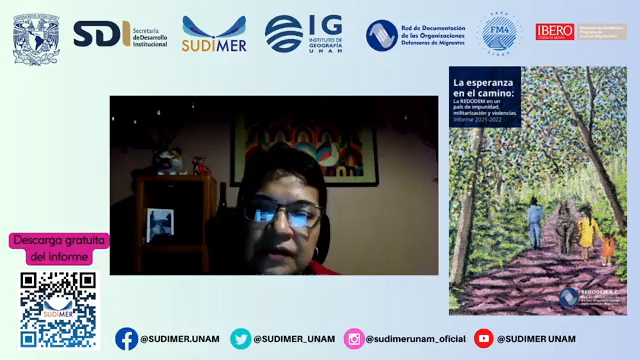 SDI
Secretaría
de Desarrollo
Institucional
SUDIMER
IG
INSTITUTO DE
GEOGRAFÍA
UNAM
Red de Documentación
de las Organizaciones
Defensoras de Migrantes
FM4
IBERO
La esperanza
en el camino:
La REDODEM en un
país de impunidad,
militarización y violencias.
Informe 2021-2022
Descarga gratuita
del informe
SUDIMER
REDODEM A.C.
@SUDIMER.UNAM
@SUDIMER_UNAM
@sudimerunam_oficial
@SUDIMER UNAM